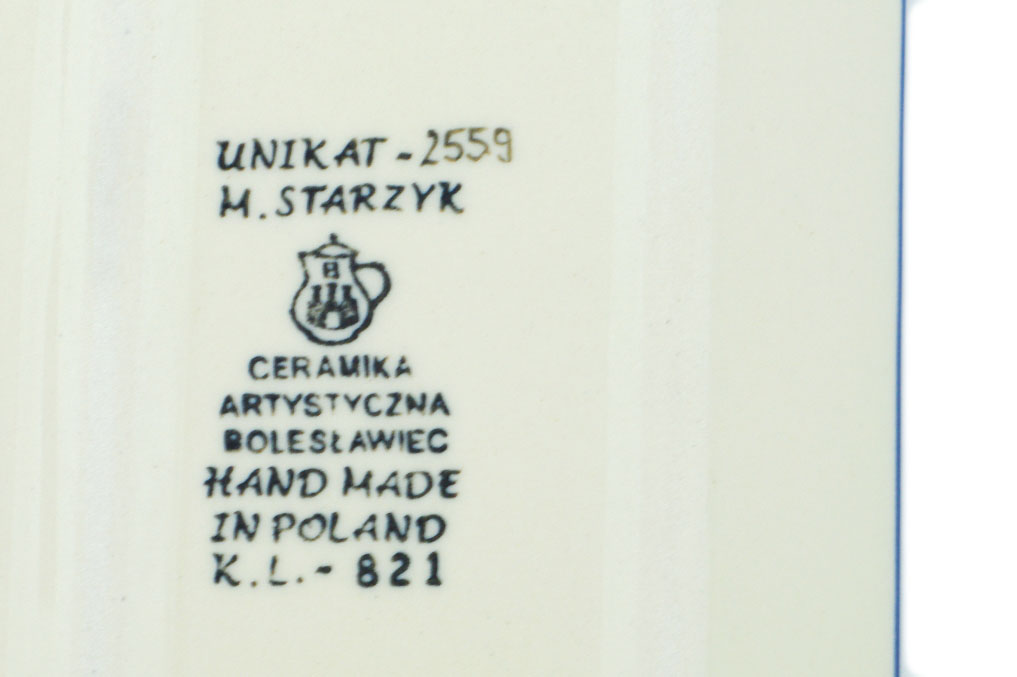 UNIKAT - 2559
M. STARZYK
B
CERAMIKA
ARTYSTYCZNA
BOLESŁAWIEC
HAND MADE
IN POLAND
K.L.- 821